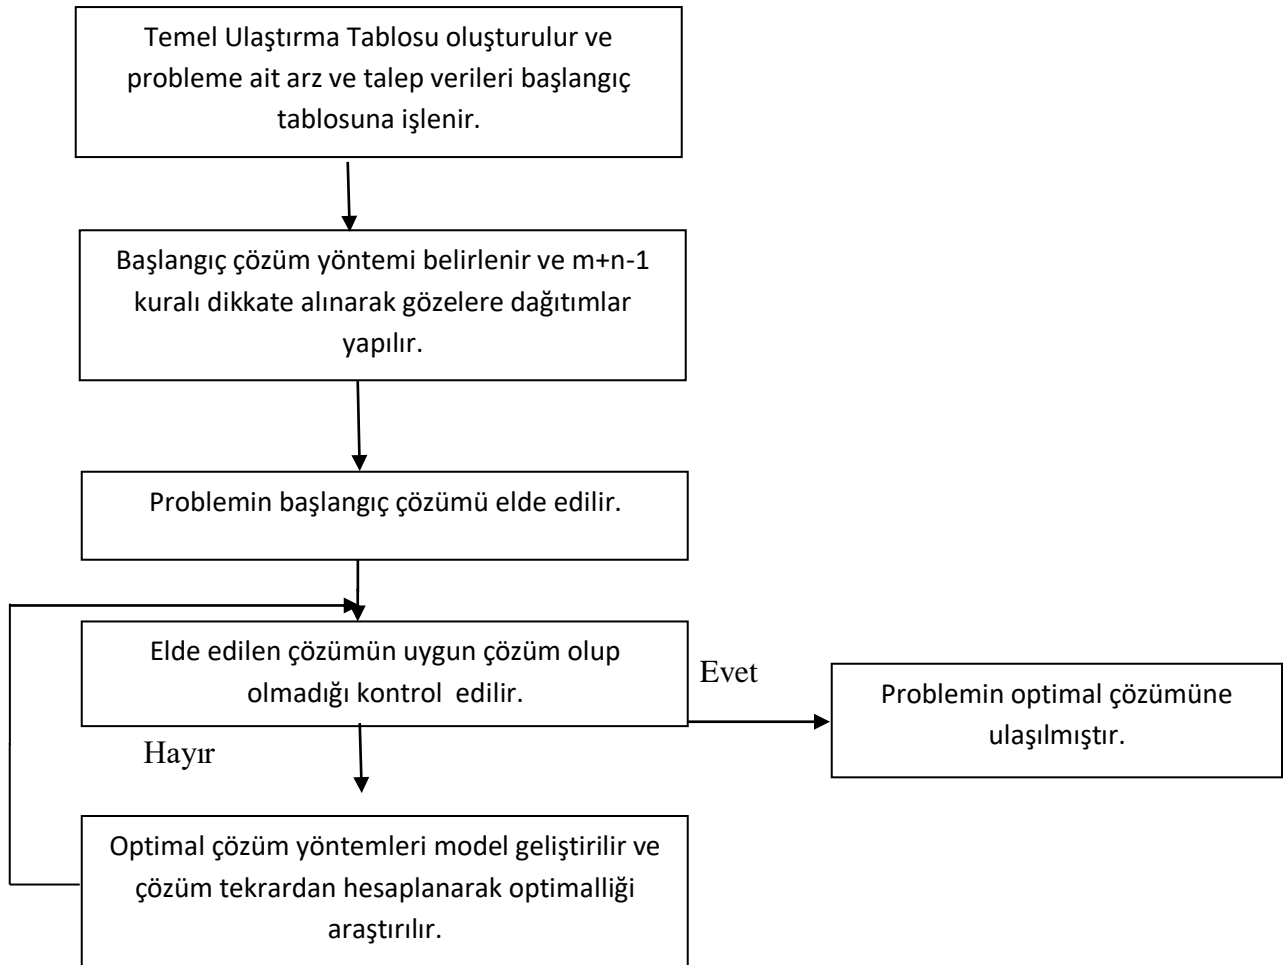 Temel Ulaştırma Tablosu oluşturulur ve
probleme ait arz ve talep verileri başlangıç
tablosuna işlenir.
Başlangıç çözüm yöntemi belirlenir ve m+n-1
kuralı dikkate alınarak gözelere dağıtımlar
yapılır.
Problemin başlangıç çözümü elde edilir.
Elde edilen çözümün uygun çözüm olup
olmadığı kontrol  edilir.
Evet
Problemin optimal çözümüne
ulaşılmıştır.
Hayır
Optimal çözüm yöntemleri model geliştirilir ve
çözüm tekrardan hesaplanarak optimalliği
araştırılır.